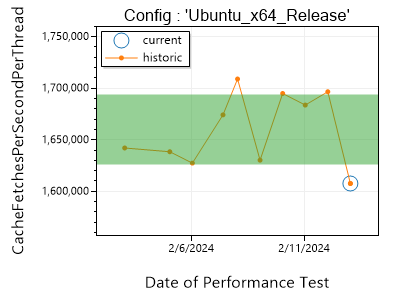 Config : 'Ubuntu_x64_Release'
CacheFetchesPerSecondPerThread
1,750,000
1,700,000
1,650,000
1,600,000
current
historic
2/6/2024
2/11/2024
Date of Performance Test